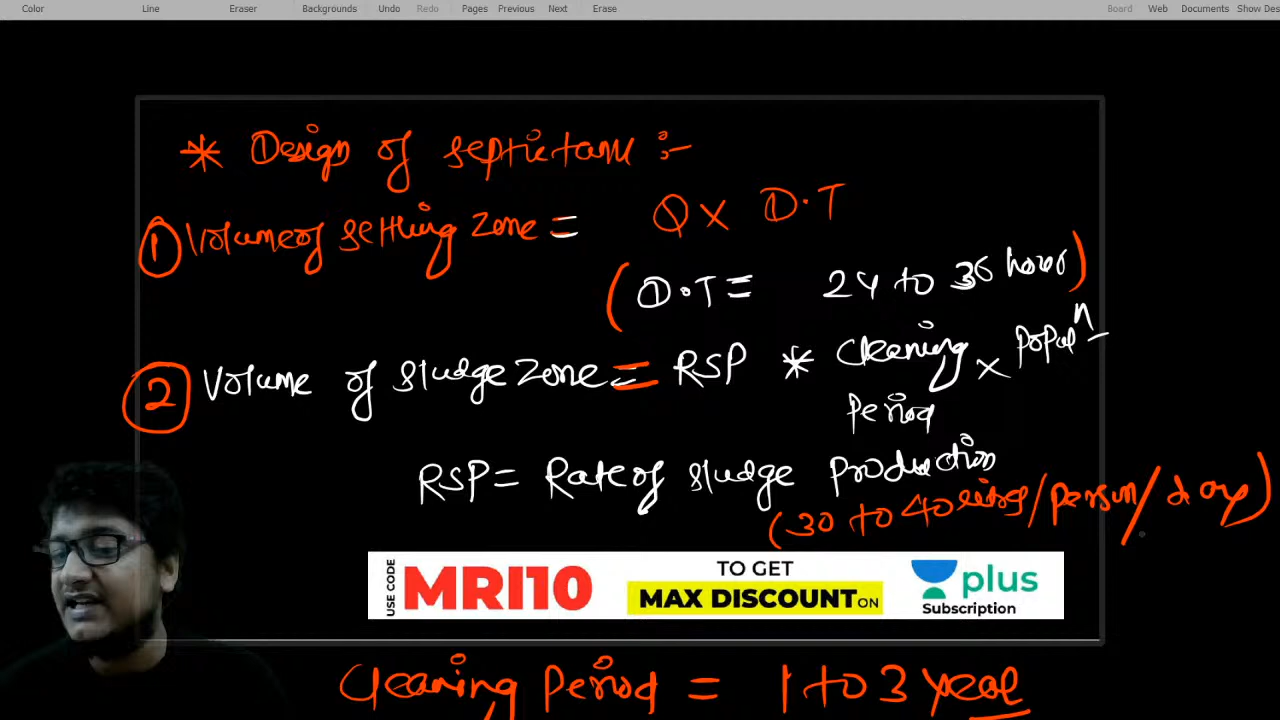 Color Line Eraser Backgrounds Undo Redo Pages Previous Next Erase Board Web Documents Show Des
* Design of septictank :-
① Volume of settling zone = Q X D.T
( D.T = 24 to 36 hours )
② Volume of sludge zone = RSP * cleaning period × popun
RSP = Rate of sludge production
(30 to 40 litres/person/day)
USE CODE MRI10 TO GET MAX DISCOUNT ON plus Subscription
Cleaning Period = 1 to 3 year